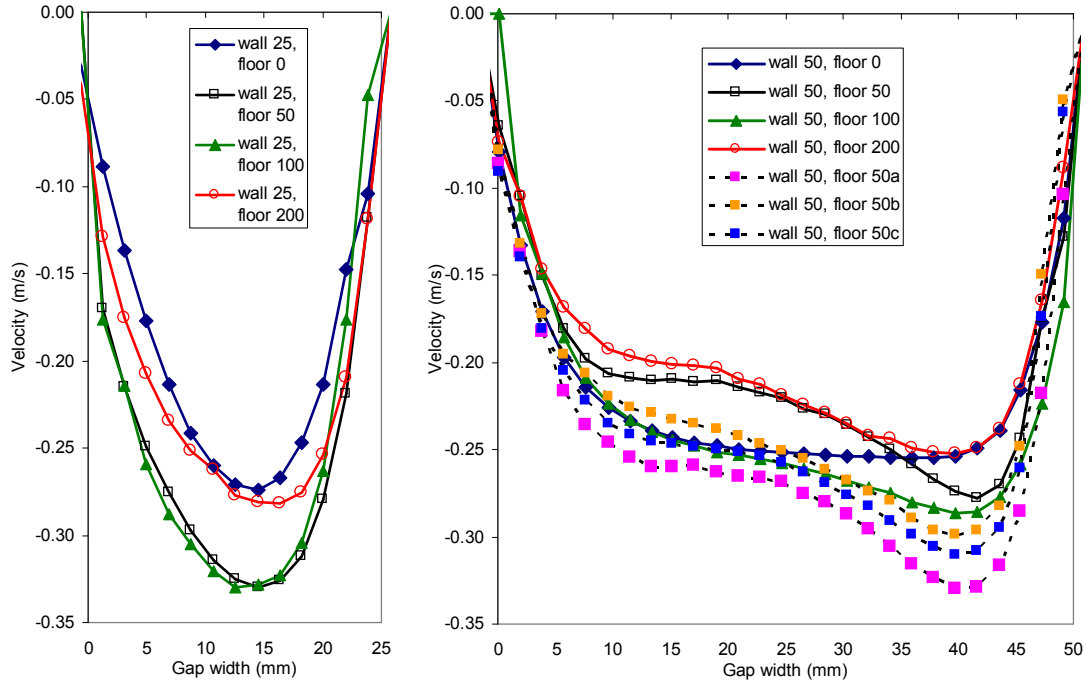 0.00
-0.05
-0.10
-0.15
-0.20
-0.25
-0.30
-0.35
Velocity (m/s)
0 5 10 15 20 25
Gap width (mm)
wall 25,
floor 0
wall 25,
floor 50
wall 25,
floor 100
wall 25,
floor 200
0.00
-0.05
-0.10
-0.15
-0.20
-0.25
-0.30
-0.35
Velocity (m/s)
0 5 10 15 20 25 30 35 40 45 50
Gap width (mm)
wall 50, floor 0
wall 50, floor 50
wall 50, floor 100
wall 50, floor 200
wall 50, floor 50a
wall 50, floor 50b
wall 50, floor 50c